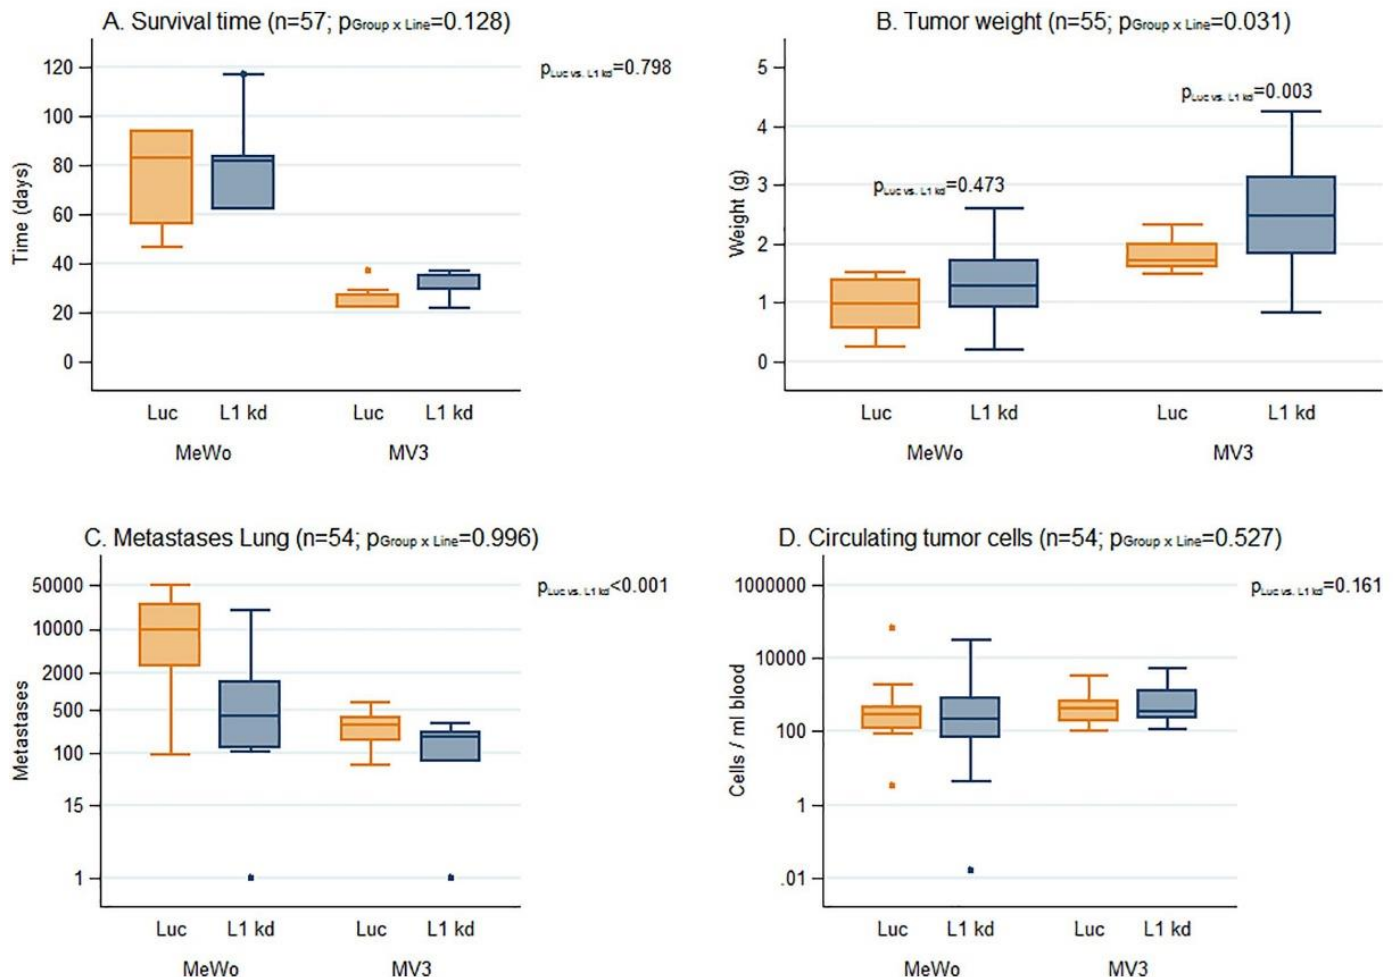 A. Survival time (n=57; pGroup x Line=0.128)
pLuc vs. L1 kd=0.798
Time (days)
120
100
80
60
40
20
0
Luc L1 kd Luc L1 kd
MeWo MV3
B. Tumor weight (n=55; pGroup x Line=0.031)
pLuc vs. L1 kd=0.003
pLuc vs. L1 kd=0.473
Weight (g)
5
4
3
2
1
0
Luc L1 kd Luc L1 kd
MeWo MV3
C. Metastases Lung (n=54; pGroup x Line=0.996)
pLuc vs. L1 kd<0.001
Metastases
50000
10000
2000
500
100
15
1
Luc L1 kd Luc L1 kd
MeWo MV3
D. Circulating tumor cells (n=54; pGroup x Line=0.527)
pLuc vs. L1 kd=0.161
Cells / ml blood
1000000
10000
100
1
.01
Luc L1 kd Luc L1 kd
MeWo MV3